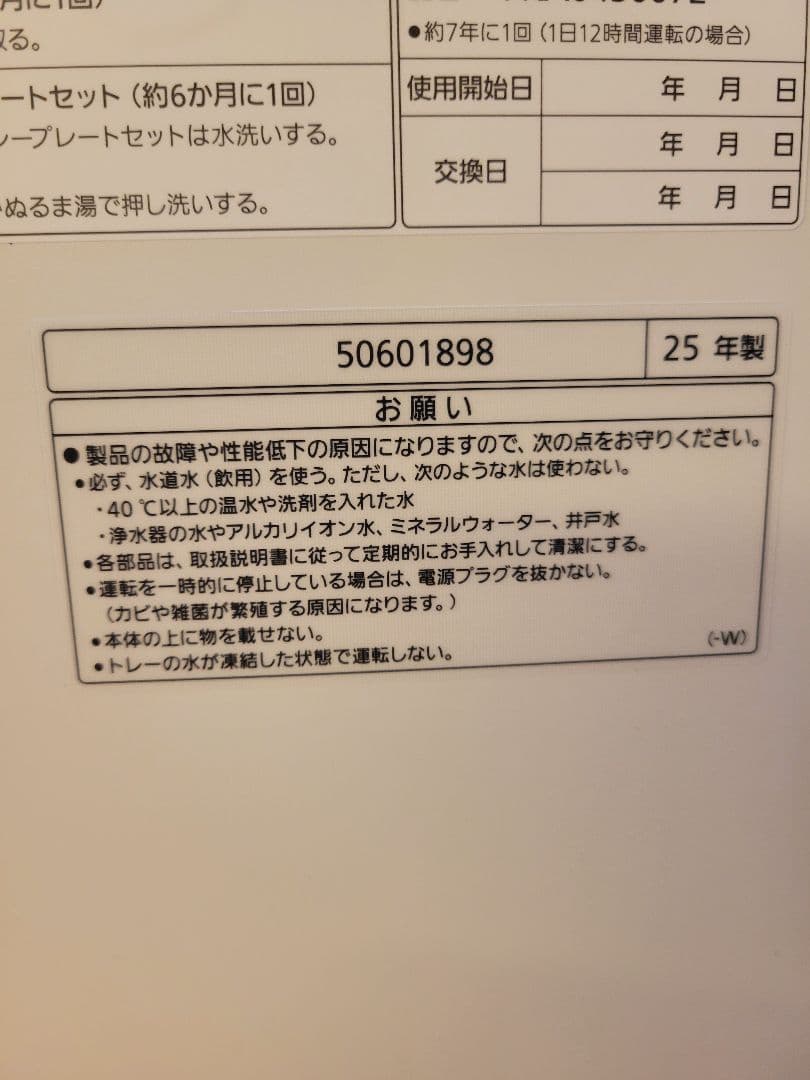 月に1回)
取る。
ートセット(約6か月に1回)
レープレートセットは水洗いする。
ぬるま湯で押し洗いする。
●約7年に1回(1日12時間運転の場合)
使用開始日 年 月 日
交換日 年 月 日
年 月 日
50601898 25 年製
お願い
●製品の故障や性能低下の原因になりますので、次の点をお守りください。
●必ず、水道水(飲用)を使う。ただし、次のような水は使わない。
・40℃以上の温水や洗剤を入れた水
・浄水器の水やアルカリイオン水、ミネラルウォーター、井戸水
●各部品は、取扱説明書に従って定期的にお手入れして清潔にする。
●運転を一時的に停止している場合は、電源プラグを抜かない。
(カビや雑菌が繁殖する原因になります。)
●本体の上に物を載せない。
●トレーの水が凍結した状態で運転しない。
(-W)